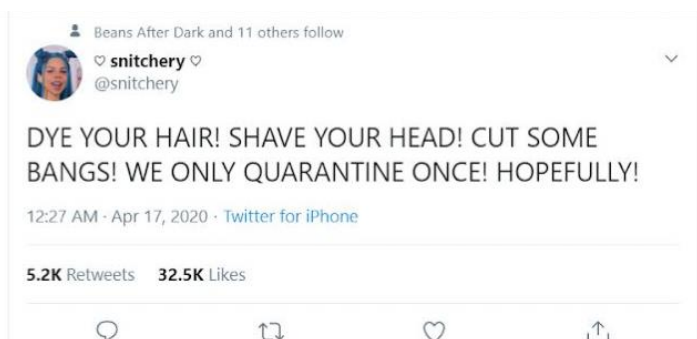 Beans After Dark and 11 others follow
♡ snitchery ♡
@snitchery
DYE YOUR HAIR! SHAVE YOUR HEAD! CUT SOME
BANGS! WE ONLY QUARANTINE ONCE! HOPEFULLY!
12:27 AM · Apr 17, 2020 · Twitter for iPhone
5.2K Retweets 32.5K Likes